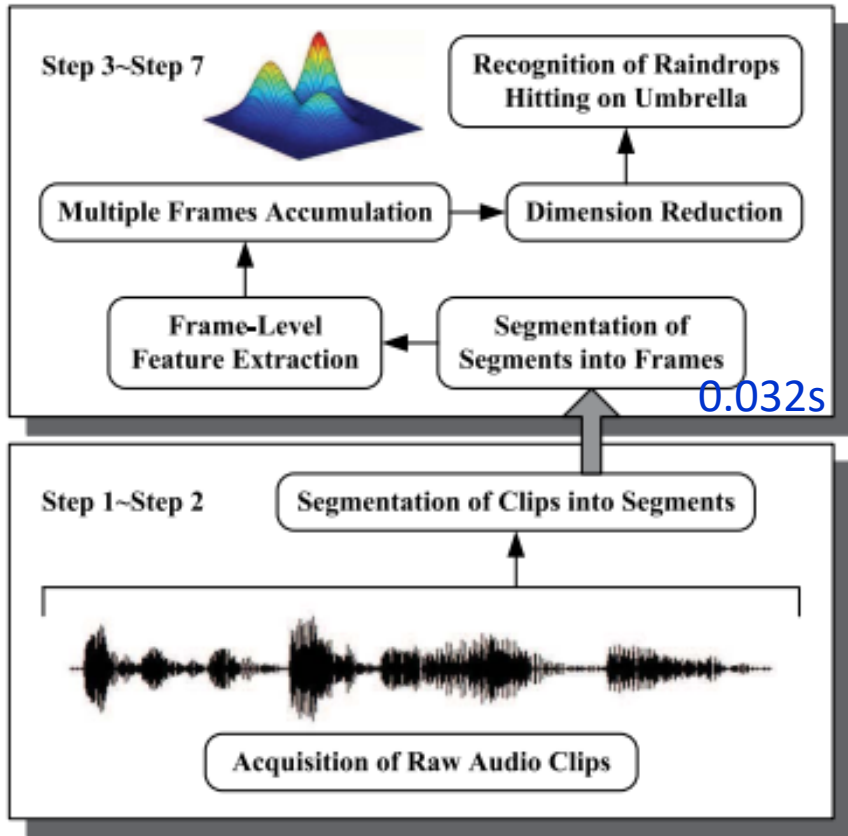 Step 3~Step 7
Recognition of Raindrops
Hitting on Umbrella
Multiple Frames Accumulation
Dimension Reduction
Frame-Level
Feature Extraction
Segmentation of
Segments into Frames
0.032s
Step 1~Step 2
Segmentation of Clips into Segments
Acquisition of Raw Audio Clips